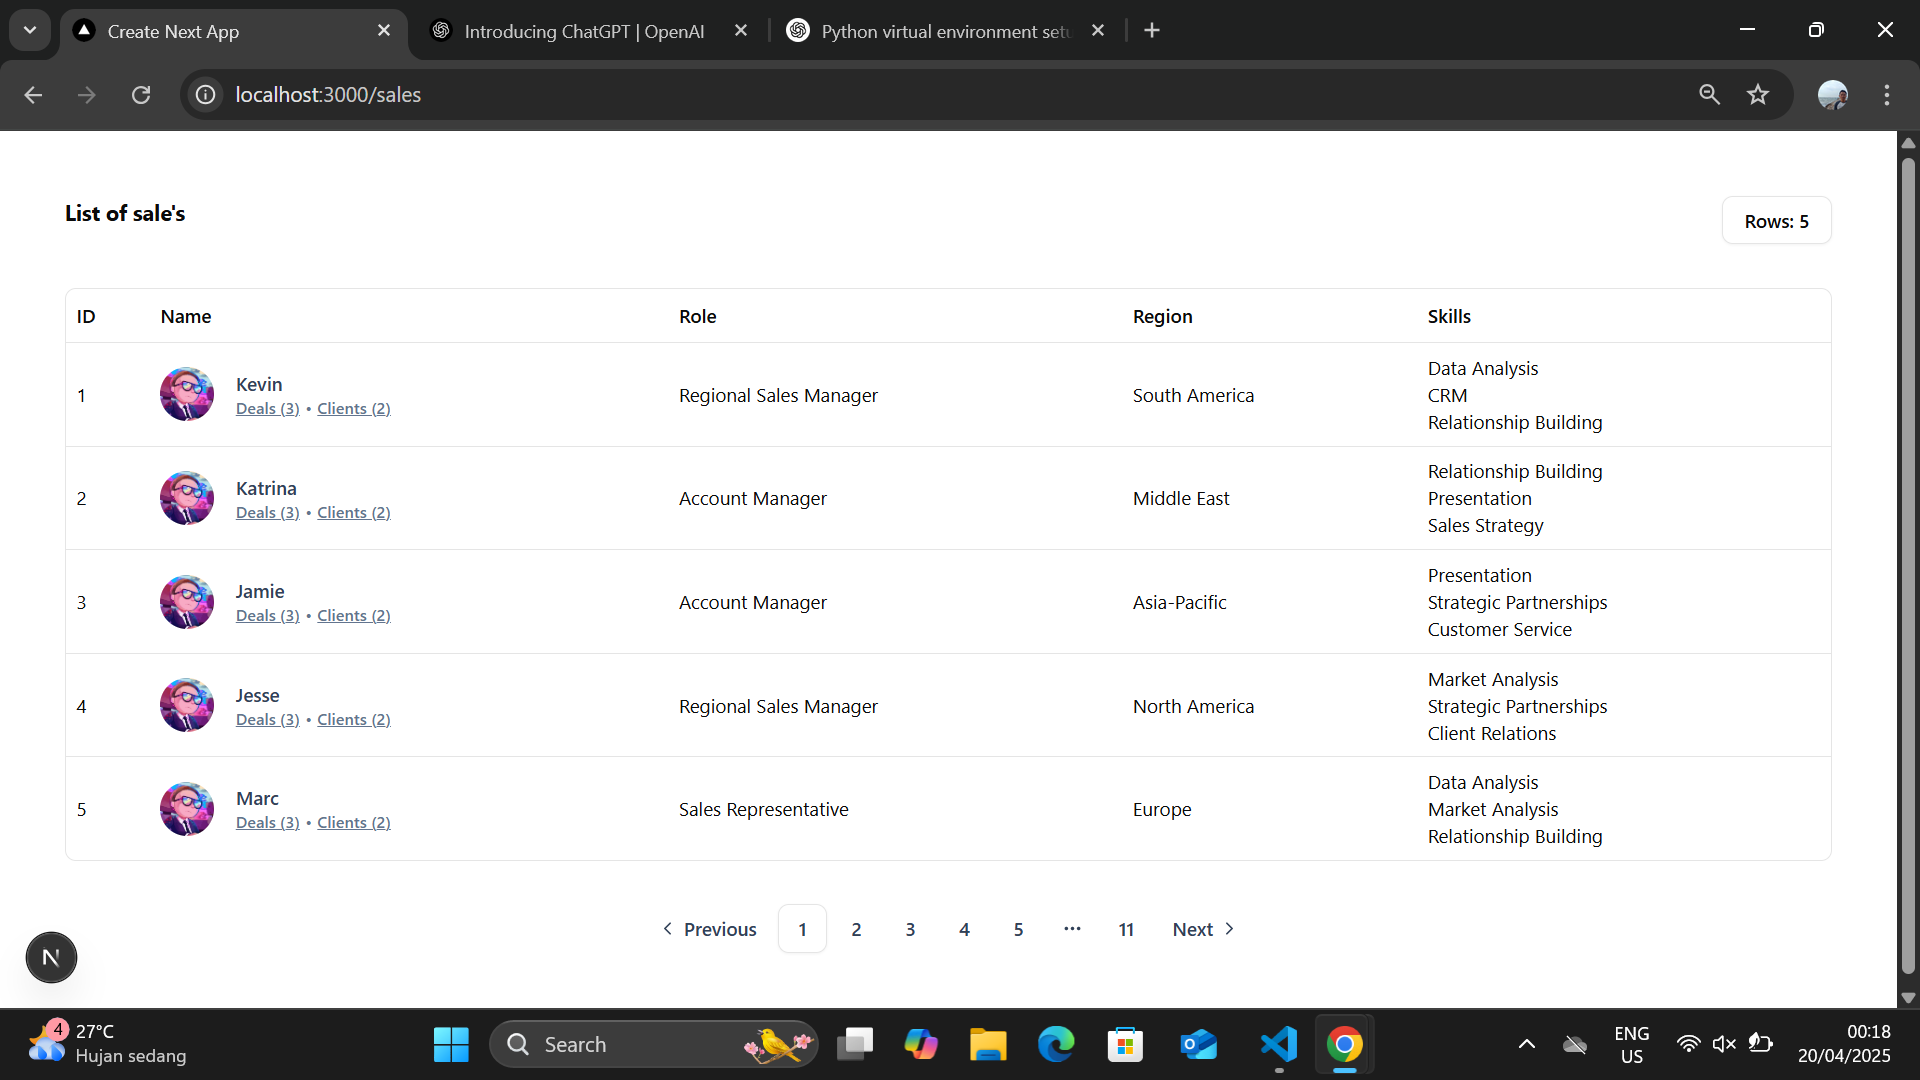 Create Next App
Introducing ChatGPT | OpenAI
Python virtual environment setu
localhost:3000/sales
List of sale's
Rows: 5
ID Name Role Region Skills
1
Kevin
Deals (3) • Clients (2)
Regional Sales Manager
South America
Data Analysis
CRM
Relationship Building
2
Katrina
Deals (3) • Clients (2)
Account Manager
Middle East
Relationship Building
Presentation
Sales Strategy
3
Jamie
Deals (3) • Clients (2)
Account Manager
Asia-Pacific
Presentation
Strategic Partnerships
Customer Service
4
Jesse
Deals (3) • Clients (2)
Regional Sales Manager
North America
Market Analysis
Strategic Partnerships
Client Relations
5
Marc
Deals (3) • Clients (2)
Sales Representative
Europe
Data Analysis
Market Analysis
Relationship Building
Previous 1 2 3 4 5 ••• 11 Next
N
4
27°C
Hujan sedang
Search
ENG
US
00:18
20/04/2025